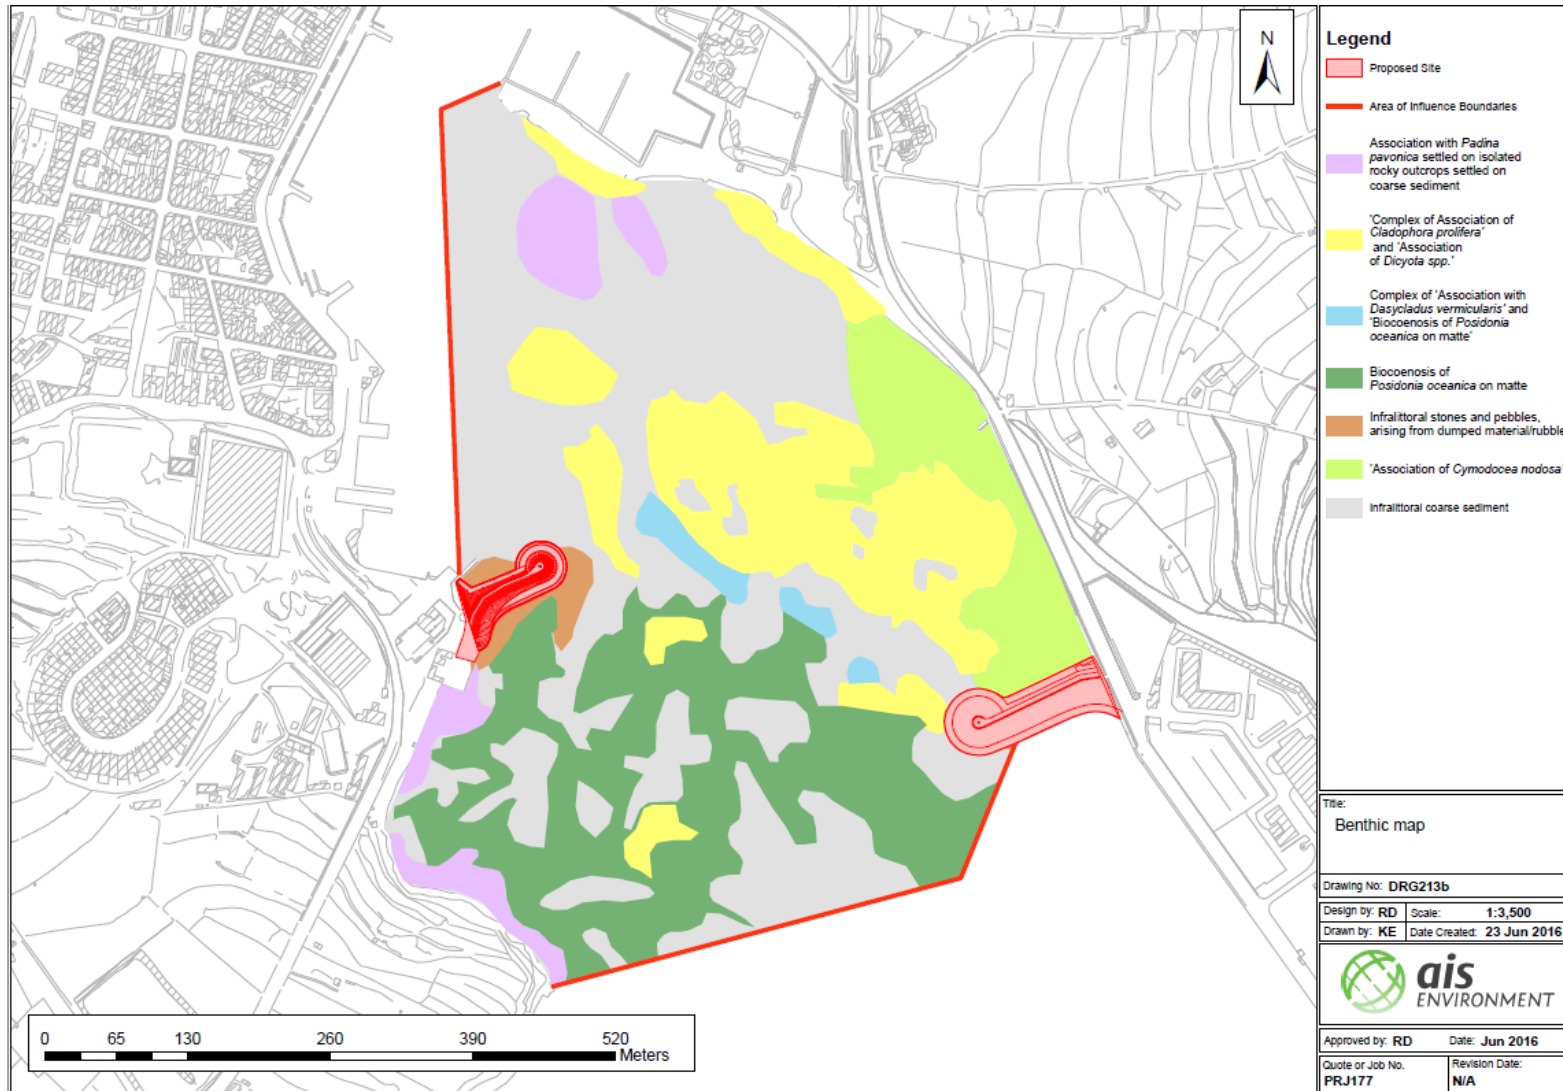 N
Legend
Proposed Site
Area of Influence Boundaries
Association with Padina
pavonica settled on isolated
rocky outcrops settled on
coarse sediment
'Complex of Association of
Cladophora prolifera'
and 'Association
of Dicyota spp.'
Complex of 'Association with
Dasycladus vermicularis' and
'Biocoenosis of Posidonia
oceanica on matte'
Biocoenosis of
Posidonia oceanica on matte
Infralittoral stones and pebbles,
arising from dumped material/rubble
'Association of Cymodocea nodosa'
Infralittoral coarse sediment
Title:
Benthic map
Drawing No: DRG213b
Design by: RD Scale: 1:3,500
Drawn by: KE Date Created: 23 Jun 2016
ais
ENVIRONMENT
Approved by: RD Date: Jun 2016
Quote or Job No. Revision Date:
PRJ177 N/A
0 65 130 260 390 520
Meters